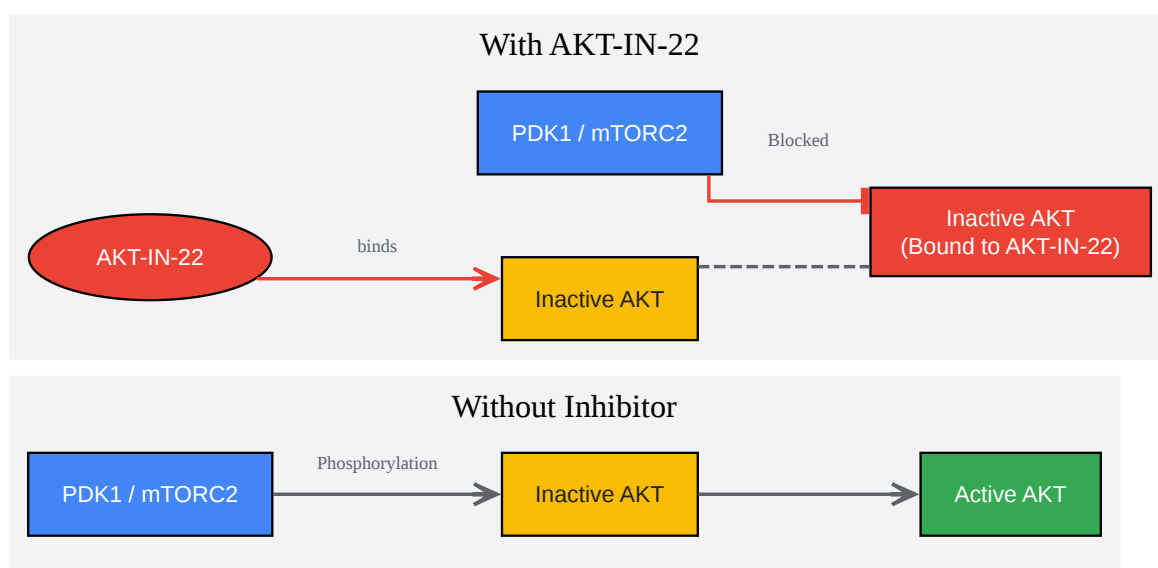 With AKT-IN-22
PDK1 / mTORC2
Blocked
Inactive AKT
(Bound to AKT-IN-22)
AKT-IN-22
binds
Inactive AKT
Without Inhibitor
PDK1 / mTORC2
Phosphorylation
Inactive AKT
Active AKT